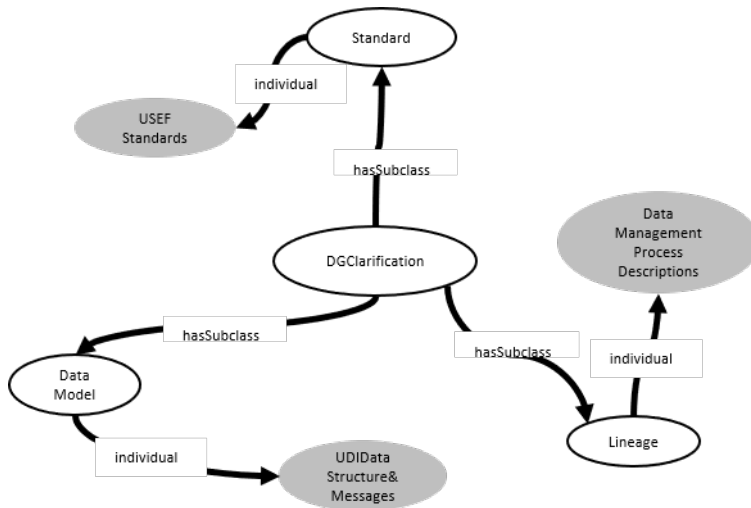 Standard
individual
USEF
Standards
hasSubclass
Data
Management
Process
Descriptions
DGClarification
hasSubclass
hasSubclass
individual
Data
Model
Lineage
individual
UDIData
Structure&
Messages